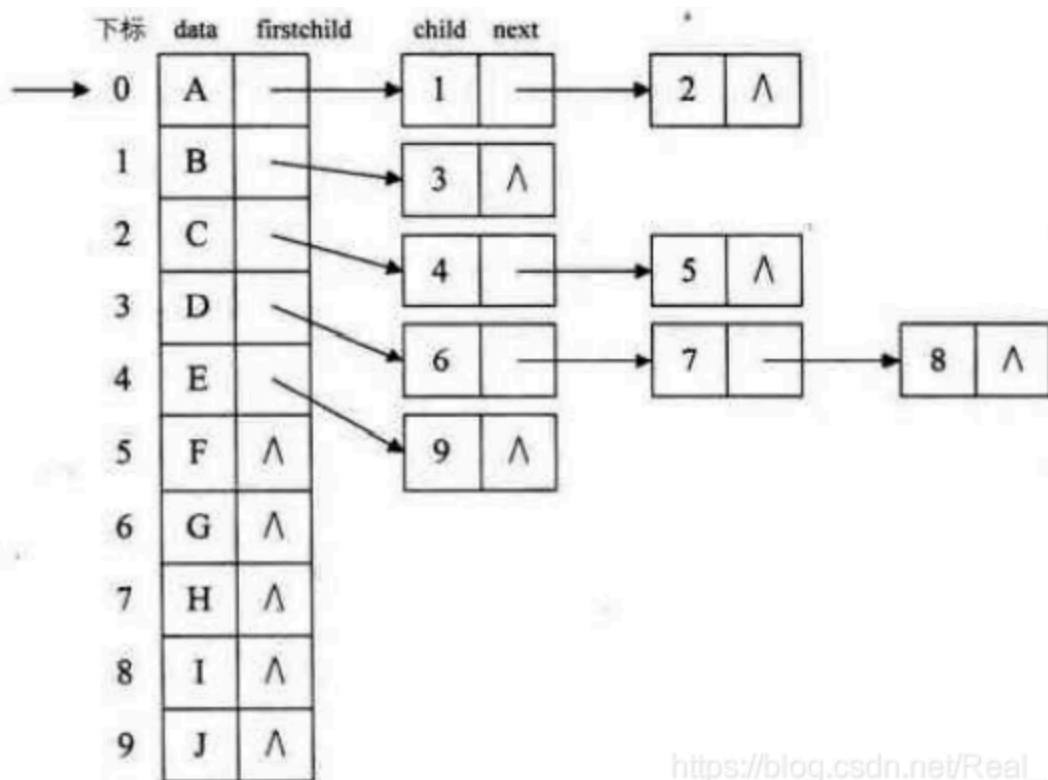 下标 data firstchild child next
0 A 1 2 Λ
1 B 3 Λ
2 C 4 5 Λ
3 D 6 7 8 Λ
4 E 9 Λ
5 F Λ
6 G Λ
7 H Λ
8 I Λ
9 J Λ
https://blog.csdn.net/Real